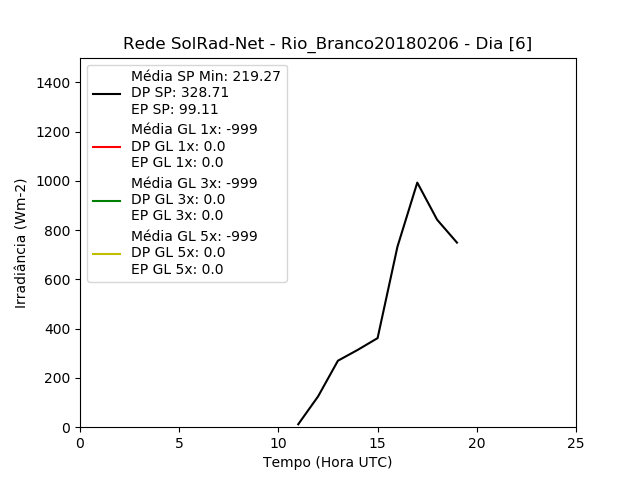 Rede SolRad-Net - Rio_Branco20180206 - Dia [6]
Média SP Min: 219.27
DP SP: 328.71
EP SP: 99.11
Média GL 1x: -999
DP GL 1x: 0.0
EP GL 1x: 0.0
Média GL 3x: -999
DP GL 3x: 0.0
EP GL 3x: 0.0
Média GL 5x: -999
DP GL 5x: 0.0
EP GL 5x: 0.0
Irradiância (Wm-2)
1400
1200
1000
800
600
400
200
0
0 5 10 15 20 25
Tempo (Hora UTC)